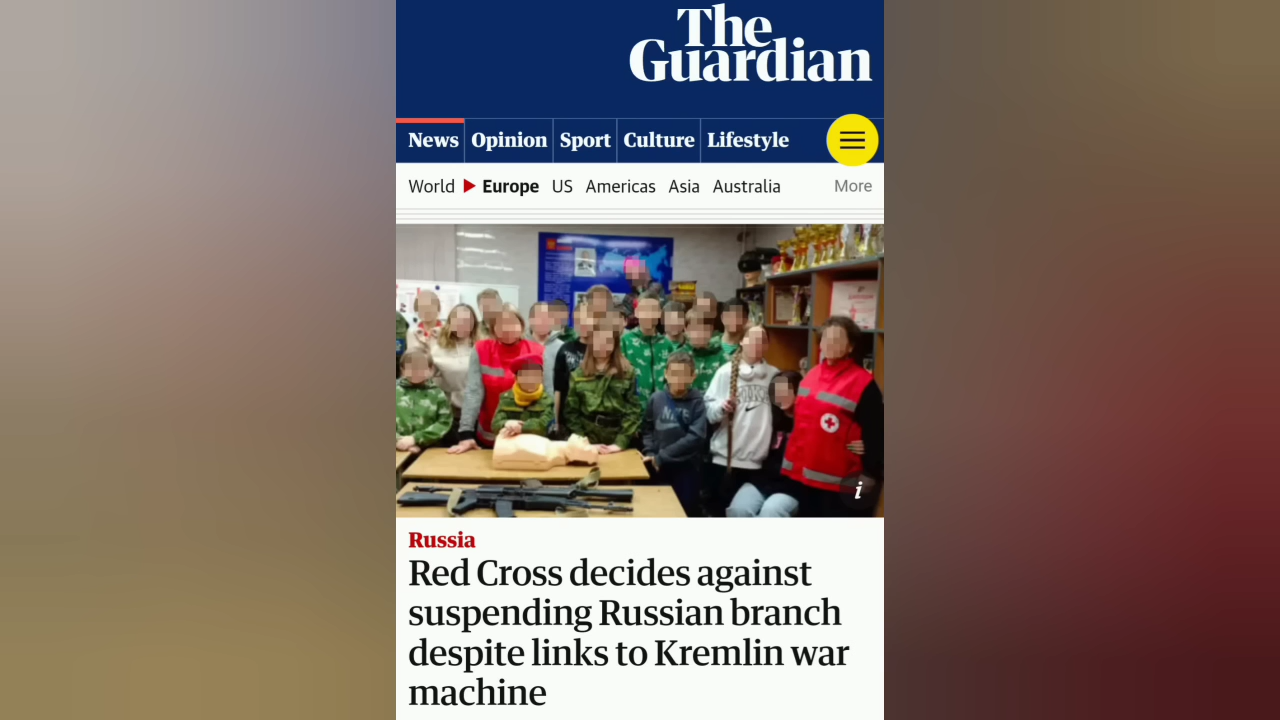 The
Guardian
News Opinion Sport Culture Lifestyle
World Europe US Americas Asia Australia More
i
Russia
Red Cross decides against
suspending Russian branch
despite links to Kremlin war
machine